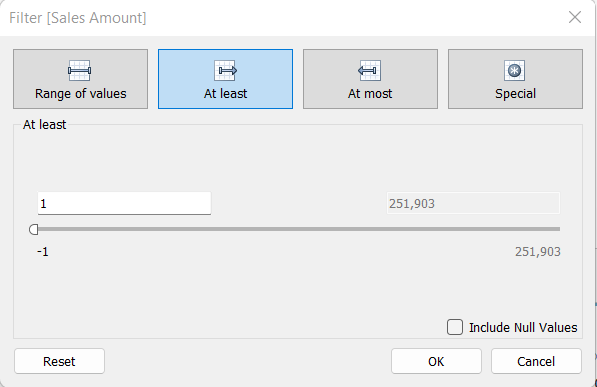 Filter [Sales Amount]
Range of values
At least
At most
Special
At least
1
251,903
-1
251,903
Include Null Values
Reset
OK
Cancel